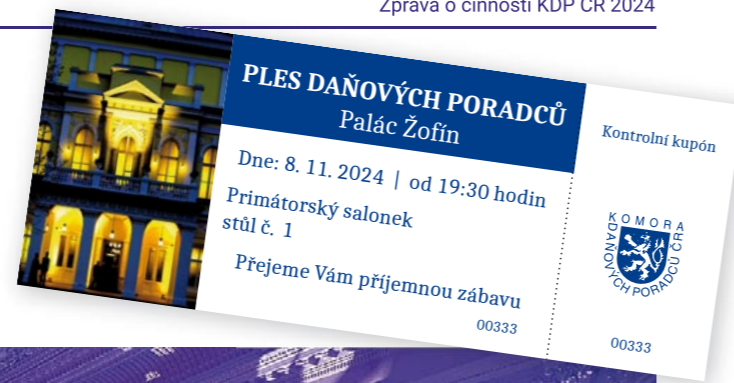 Zpráva o činnosti KDP ČR 2024
PLES DAŇOVÝCH PORADCŮ
Palác Žofín
Dne: 8. 11. 2024 | od 19:30 hodin
Primátorský salonek
stůl č. 1
Přejeme Vám příjemnou zábavu
00333
Kontrolní kupón
KOMORA
DAŇOVÝCH PORADCŮ ČR
00333